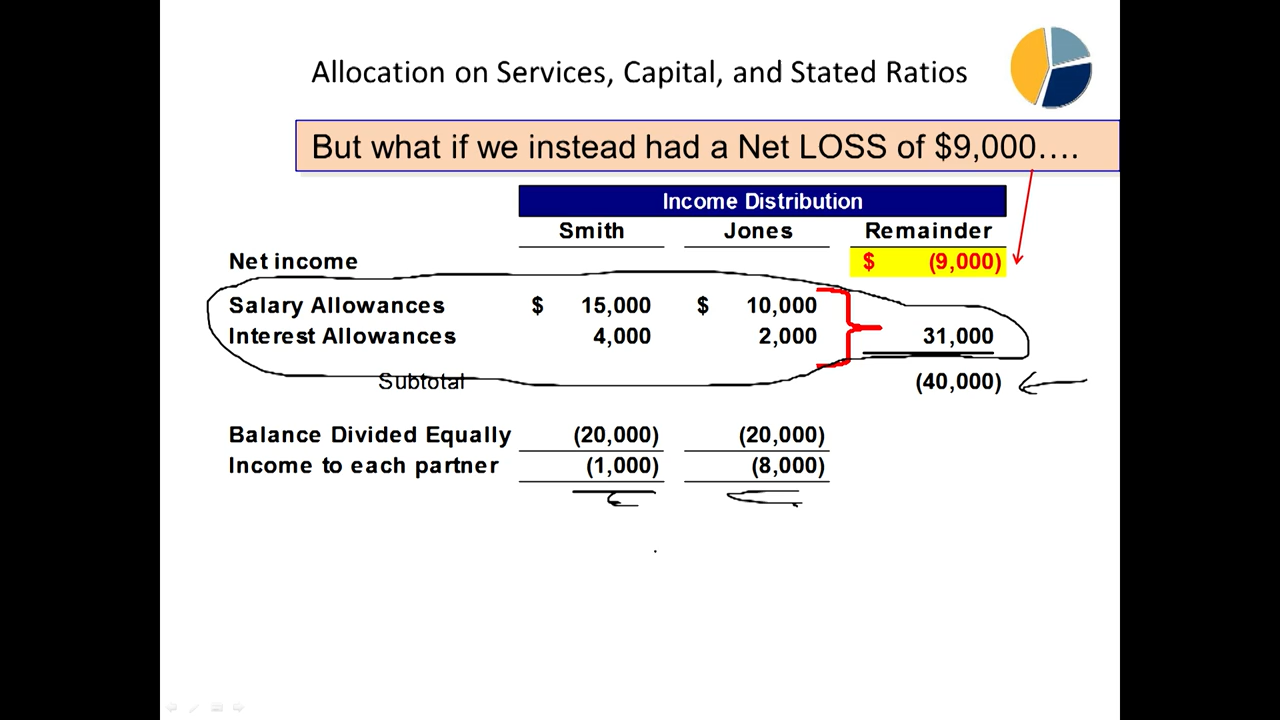 Allocation on Services, Capital, and Stated Ratios
But what if we instead had a Net LOSS of $9,000....
Income Distribution
Smith Jones Remainder
Net income $ (9,000)
Salary Allowances $ 15,000 $ 10,000
Interest Allowances 4,000 2,000 31,000
Subtotal (40,000)
Balance Divided Equally (20,000) (20,000)
Income to each partner (1,000) (8,000)